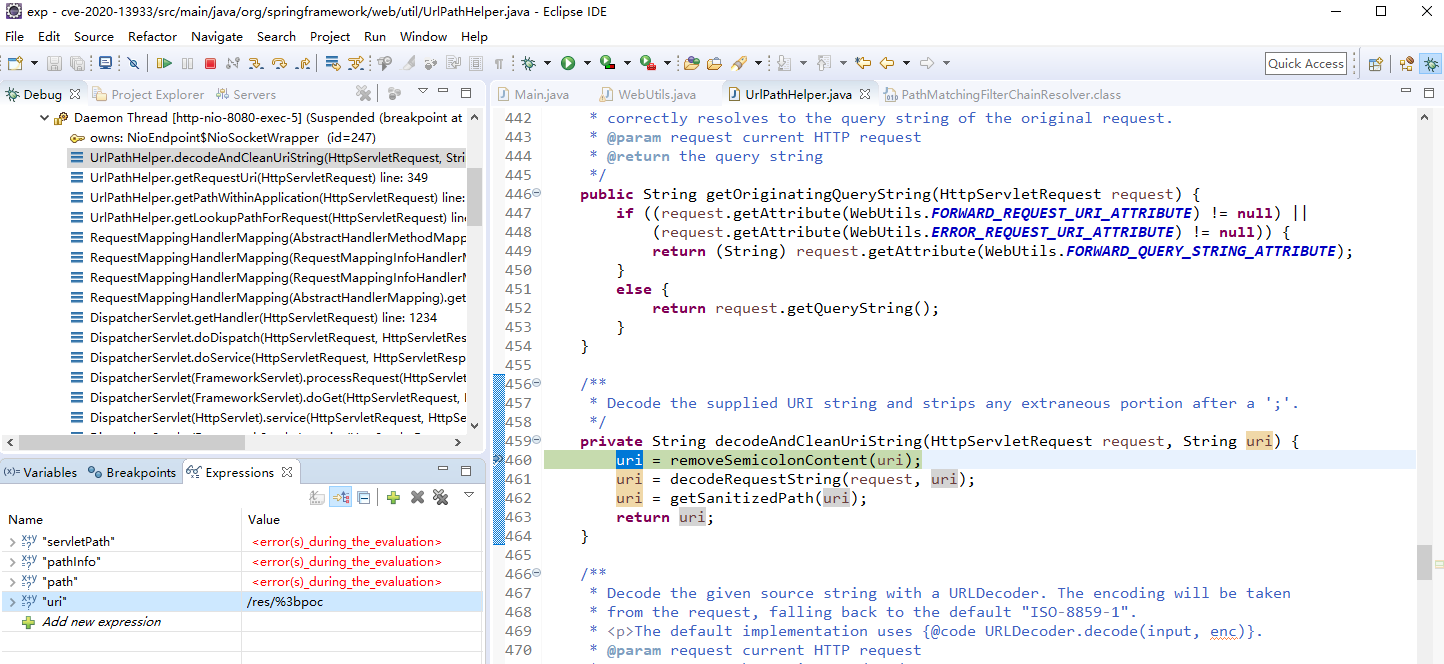 exp - cve-2020-13933/src/main/java/org/springframework/web/util/UrlPathHelper.java - Eclipse IDE
File Edit Source Refactor Navigate Search Project Run Window Help
Quick Access
Debug Project Explorer Servers
Daemon Thread [http-nio-8080-exec-5] (Suspended (breakpoint at
owns: NioEndpoint$NioSocketWrapper (id=247)
UrlPathHelper.decodeAndCleanUriString(HttpServletRequest, Stri
UrlPathHelper.getRequestUri(HttpServletRequest) line: 349
UrlPathHelper.getPathWithinApplication(HttpServletRequest) line:
UrlPathHelper.getLookupPathForRequest(HttpServletRequest) line
RequestMappingHandlerMapping(AbstractHandlerMethodMapp
RequestMappingHandlerMapping(RequestMappingInfoHandlerM
RequestMappingHandlerMapping(RequestMappingInfoHandlerM
RequestMappingHandlerMapping(AbstractHandlerMapping).get
DispatcherServlet.getHandler(HttpServletRequest) line: 1234
DispatcherServlet.doDispatch(HttpServletRequest, HttpServletRes
DispatcherServlet.doService(HttpServletRequest, HttpServletResp
DispatcherServlet(FrameworkServlet).processRequest(HttpServlet
DispatcherServlet(FrameworkServlet).doGet(HttpServletRequest, H
DispatcherServlet(HttpServlet).service(HttpServletRequest, HttpSe
(x)= Variables Breakpoints Expressions
Name Value
"servletPath" <error(s)_during_the_evaluation>
"pathInfo" <error(s)_during_the_evaluation>
"path" <error(s)_during_the_evaluation>
"uri" /res/%3bpoc
Add new expression
Main.java WebUtils.java UrlPathHelper.java PathMatchingFilterChainResolver.class
442 * correctly resolves to the query string of the original request.
443 * @param request current HTTP request
444 * @return the query string
445 */
446 public String getOriginatingQueryString(HttpServletRequest request) {
447 if ((request.getAttribute(WebUtils.FORWARD_REQUEST_URI_ATTRIBUTE) != null) ||
448 (request.getAttribute(WebUtils.ERROR_REQUEST_URI_ATTRIBUTE) != null)) {
449 return (String) request.getAttribute(WebUtils.FORWARD_QUERY_STRING_ATTRIBUTE);
450 }
451 else {
452 return request.getQueryString();
453 }
454 }
455
456 /**
457 * Decode the supplied URI string and strips any extraneous portion after a ';'.
458 */
459 private String decodeAndCleanUriString(HttpServletRequest request, String uri) {
460 uri = removeSemicolonContent(uri);
461 uri = decodeRequestString(request, uri);
462 uri = getSanitizedPath(uri);
463 return uri;
464 }
465
466 /**
467 * Decode the given source string with a URLDecoder. The encoding will be taken
468 * from the request, falling back to the default "ISO-8859-1".
469 * <p>The default implementation uses {@code URLDecoder.decode(input, enc)}.
470 * @param request current HTTP request